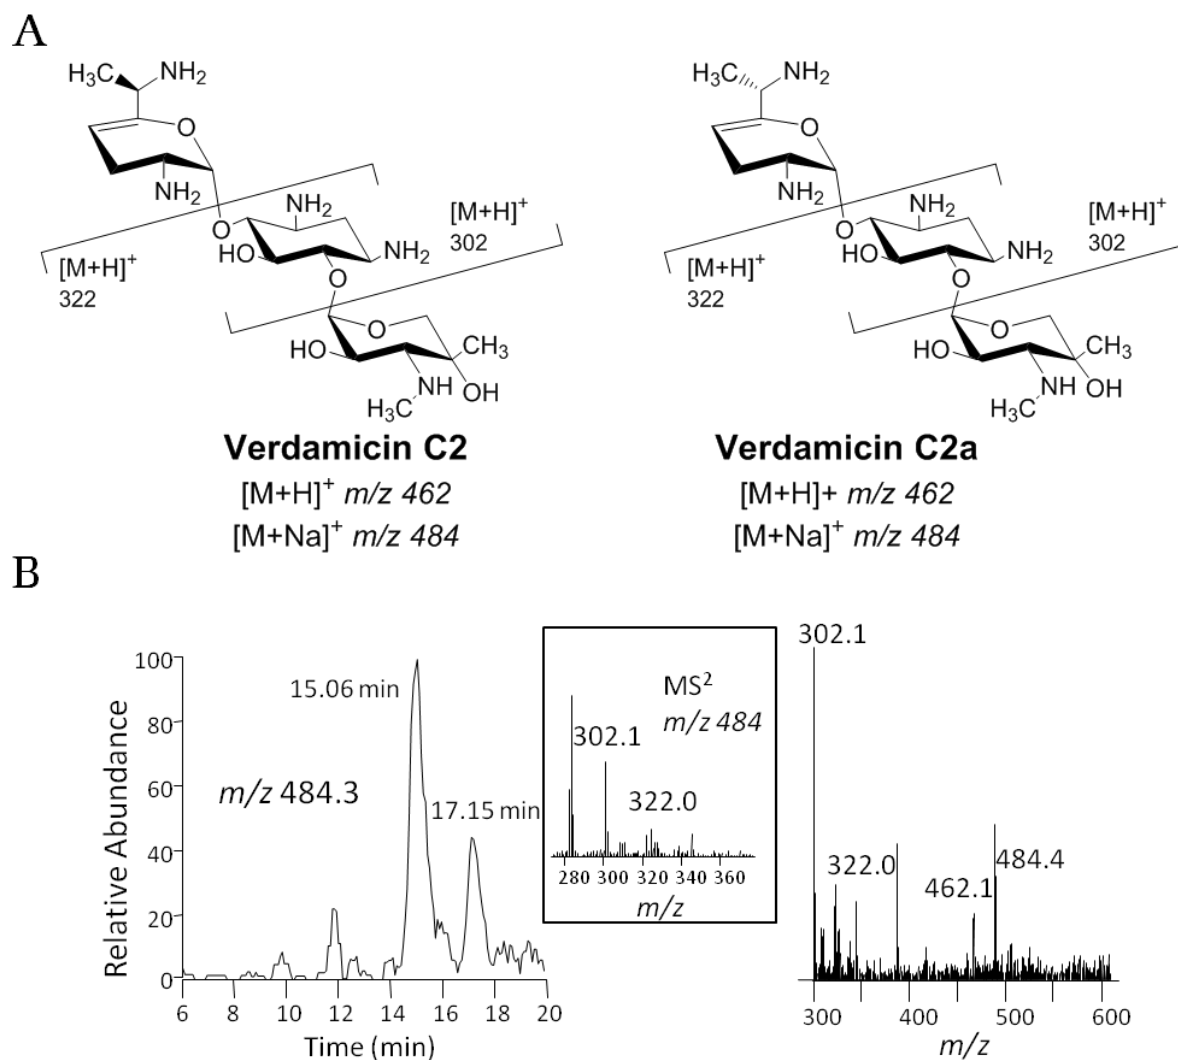 A
H₃C NH₂
O
NH₂
O
NH₂
HO
NH₂
O
[M+H]⁺
302
[M+H]⁺
322
O
HO
CH₃
NH
OH
H₃C
H₃C NH₂
O
NH₂
O
NH₂
HO
NH₂
O
[M+H]⁺
302
[M+H]⁺
322
O
HO
CH₃
NH
OH
H₃C
Verdamicin C2
[M+H]⁺ m/z 462
[M+Na]⁺ m/z 484
Verdamicin C2a
[M+H]+ m/z 462
[M+Na]⁺ m/z 484
B
Relative Abundance
100
80
60
40
20
0
15.06 min
m/z 484.3
17.15 min
6 8 10 12 14 16 18 20
Time (min)
MS²
m/z 484
302.1
322.0
280 300 320 340 360
m/z
302.1
322.0
462.1
484.4
300 400 500 600
m/z